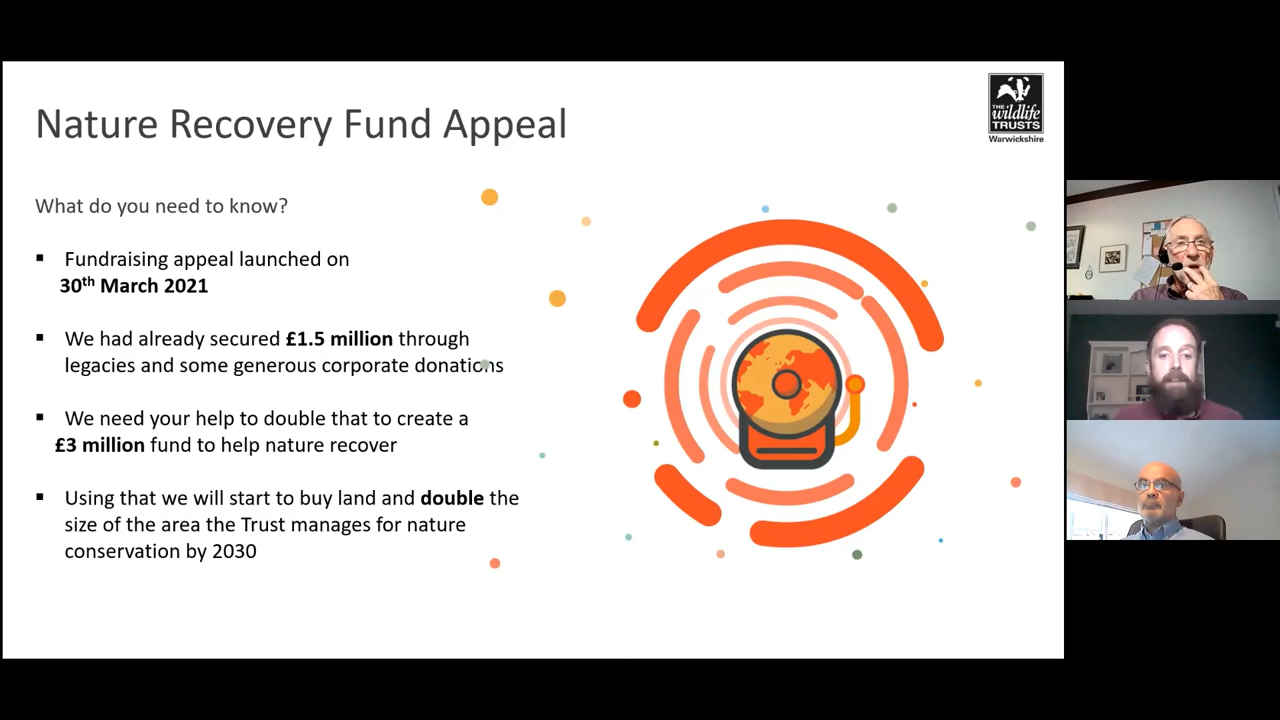 Nature Recovery Fund Appeal
THE
wildlife
TRUSTS
Warwickshire
What do you need to know?
▪ Fundraising appeal launched on
30th March 2021
▪ We had already secured £1.5 million through
legacies and some generous corporate donations
▪ We need your help to double that to create a
£3 million fund to help nature recover
▪ Using that we will start to buy land and double the
size of the area the Trust manages for nature
conservation by 2030